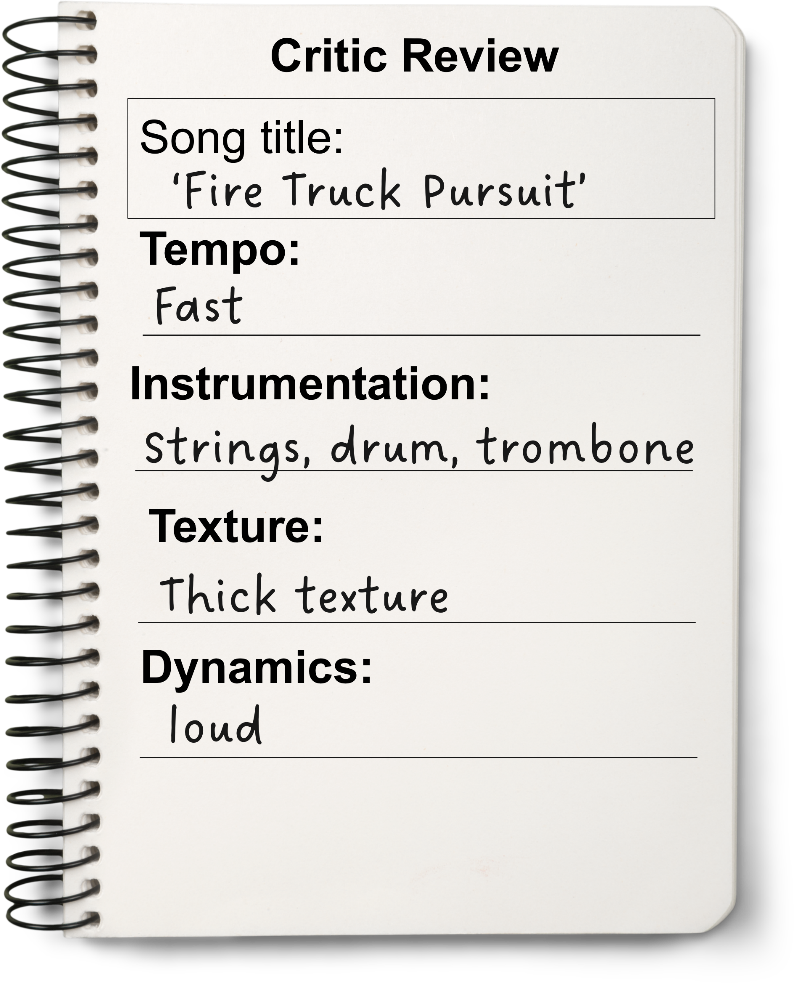 Critic Review
Song title:
‘Fire Truck Pursuit’
Tempo:
Fast
Instrumentation:
Strings, drum, trombone
Texture:
Thick texture
Dynamics:
loud